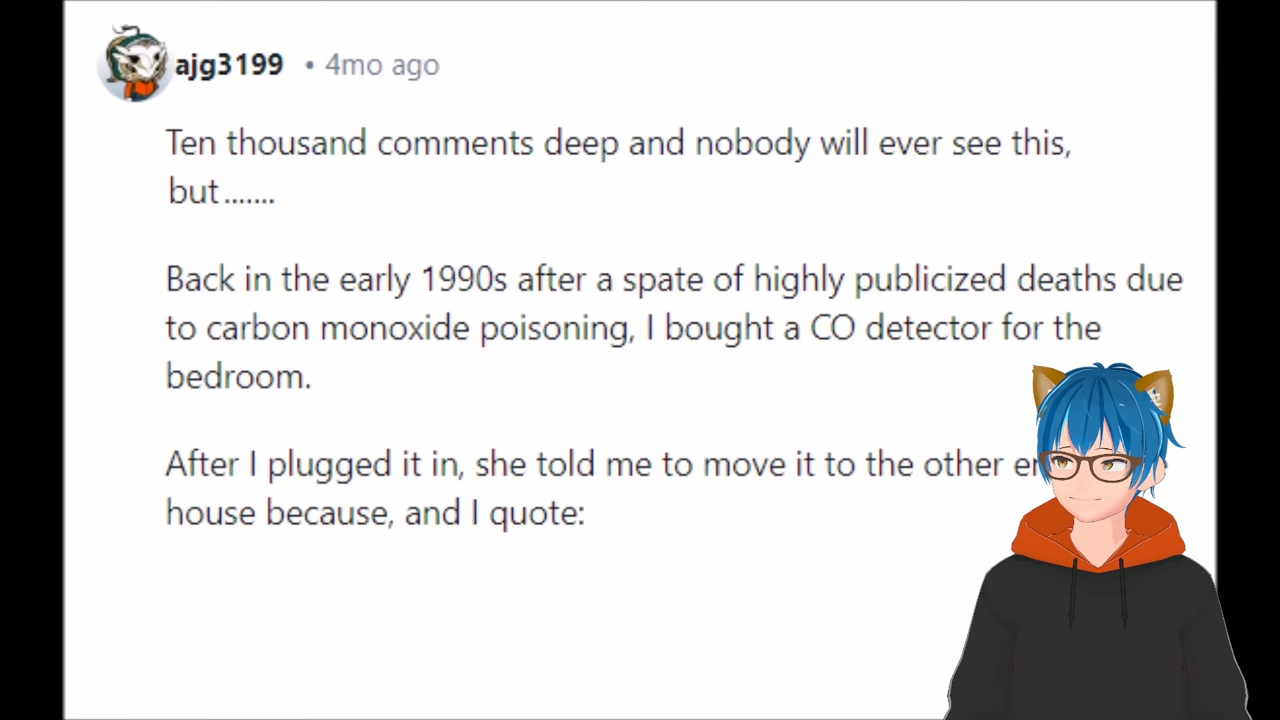 ajg3199 • 4mo ago
Ten thousand comments deep and nobody will ever see this,
but.......
Back in the early 1990s after a spate of highly publicized deaths due
to carbon monoxide poisoning, I bought a CO detector for the
bedroom.
After I plugged it in, she told me to move it to the other
house because, and I quote: